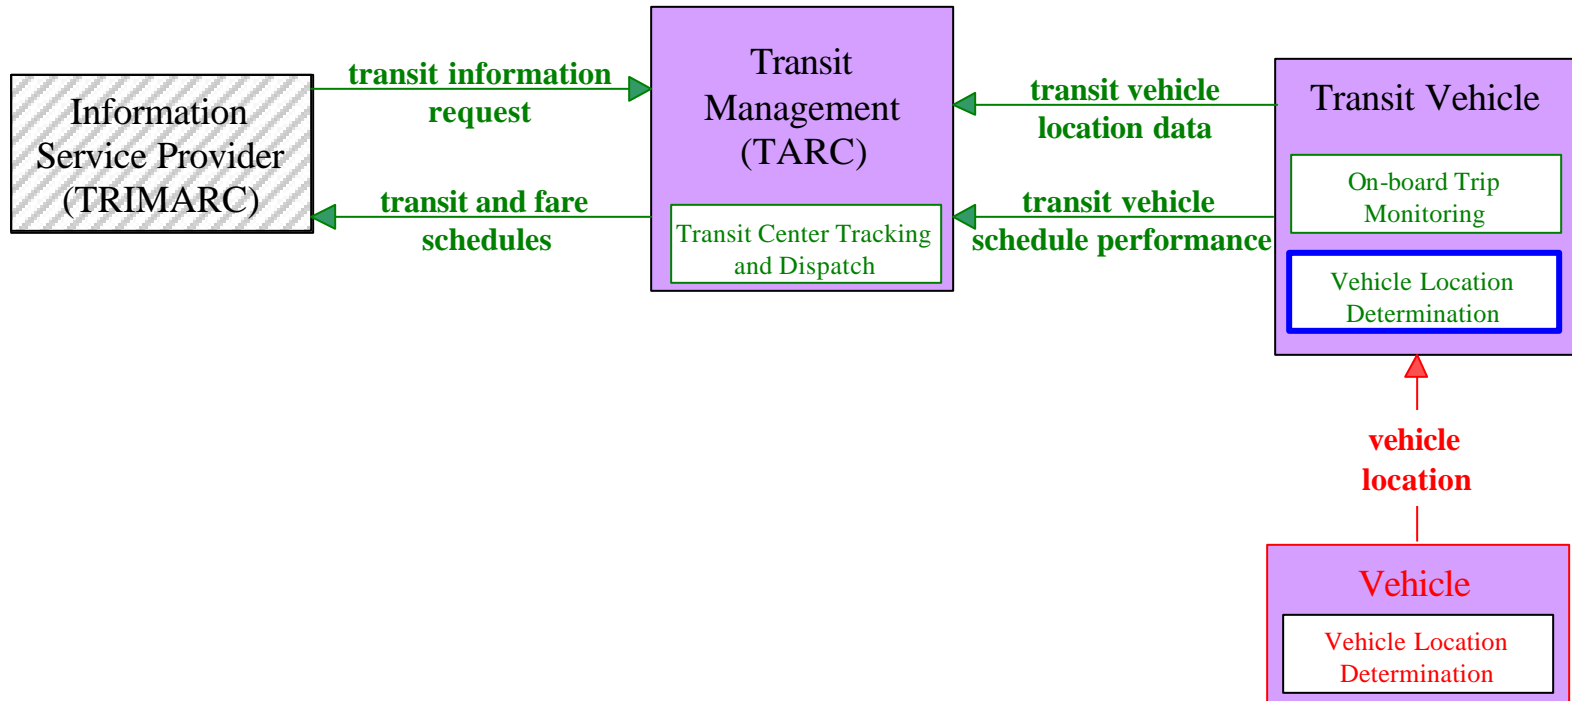 Information
Service Provider
(TRIMARC)
transit information
request
transit and fare
schedules
Transit
Management
(TARC)
Transit Center Tracking
and Dispatch
transit vehicle
location data
transit vehicle
schedule performance
Transit Vehicle
On-board Trip
Monitoring
Vehicle Location
Determination
vehicle
location
Vehicle
Vehicle Location
Determination